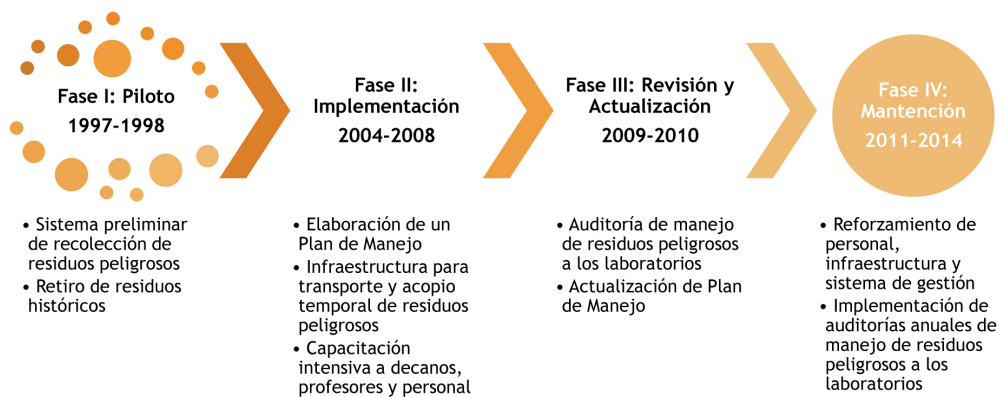 Fase I: Piloto
1997-1998
Fase II:
Implementación
2004-2008
Fase III: Revisión y
Actualización
2009-2010
Fase IV:
Mantención
2011-2014
• Sistema preliminar
de recolección de
residuos peligrosos
• Retiro de residuos
históricos
• Elaboración de un
Plan de Manejo
• Infraestructura para
transporte y acopio
temporal de residuos
peligrosos
• Capacitación
intensiva a decanos,
profesores y personal
• Auditoría de manejo
de residuos peligrosos
a los laboratorios
• Actualización de Plan
de Manejo
• Reforzamiento de
personal,
infraestructura y
sistema de gestión
• Implementación de
auditorías anuales de
manejo de residuos
peligrosos a los
laboratorios